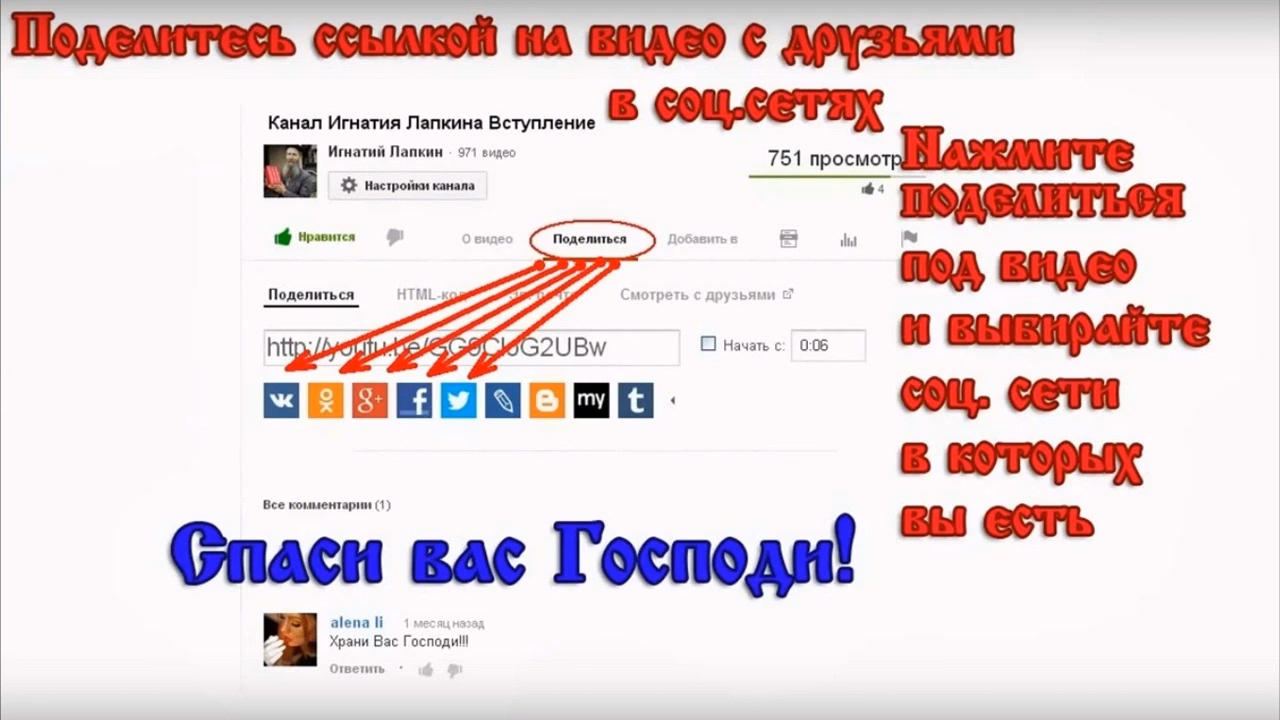 Поделитесь ссылкой на видео с друзьями
в соц.сетях
Канал Игнатия Лапкина Вступление
Игнатий Лапкин · 971 видео
Настройки канала
751 просмотр
4
Нажмите
поделиться
под видео
и выбирайте
соц. сети
в которых
вы есть
Нравится
О видео
Поделиться
Добавить в
Поделиться
Смотреть с друзьями
Начать с: 0:06
my
Все комментарии (1)
Спаси вас Господи!
alena li 1 месяц назад
Храни Вас Господи!!!
Ответить ·